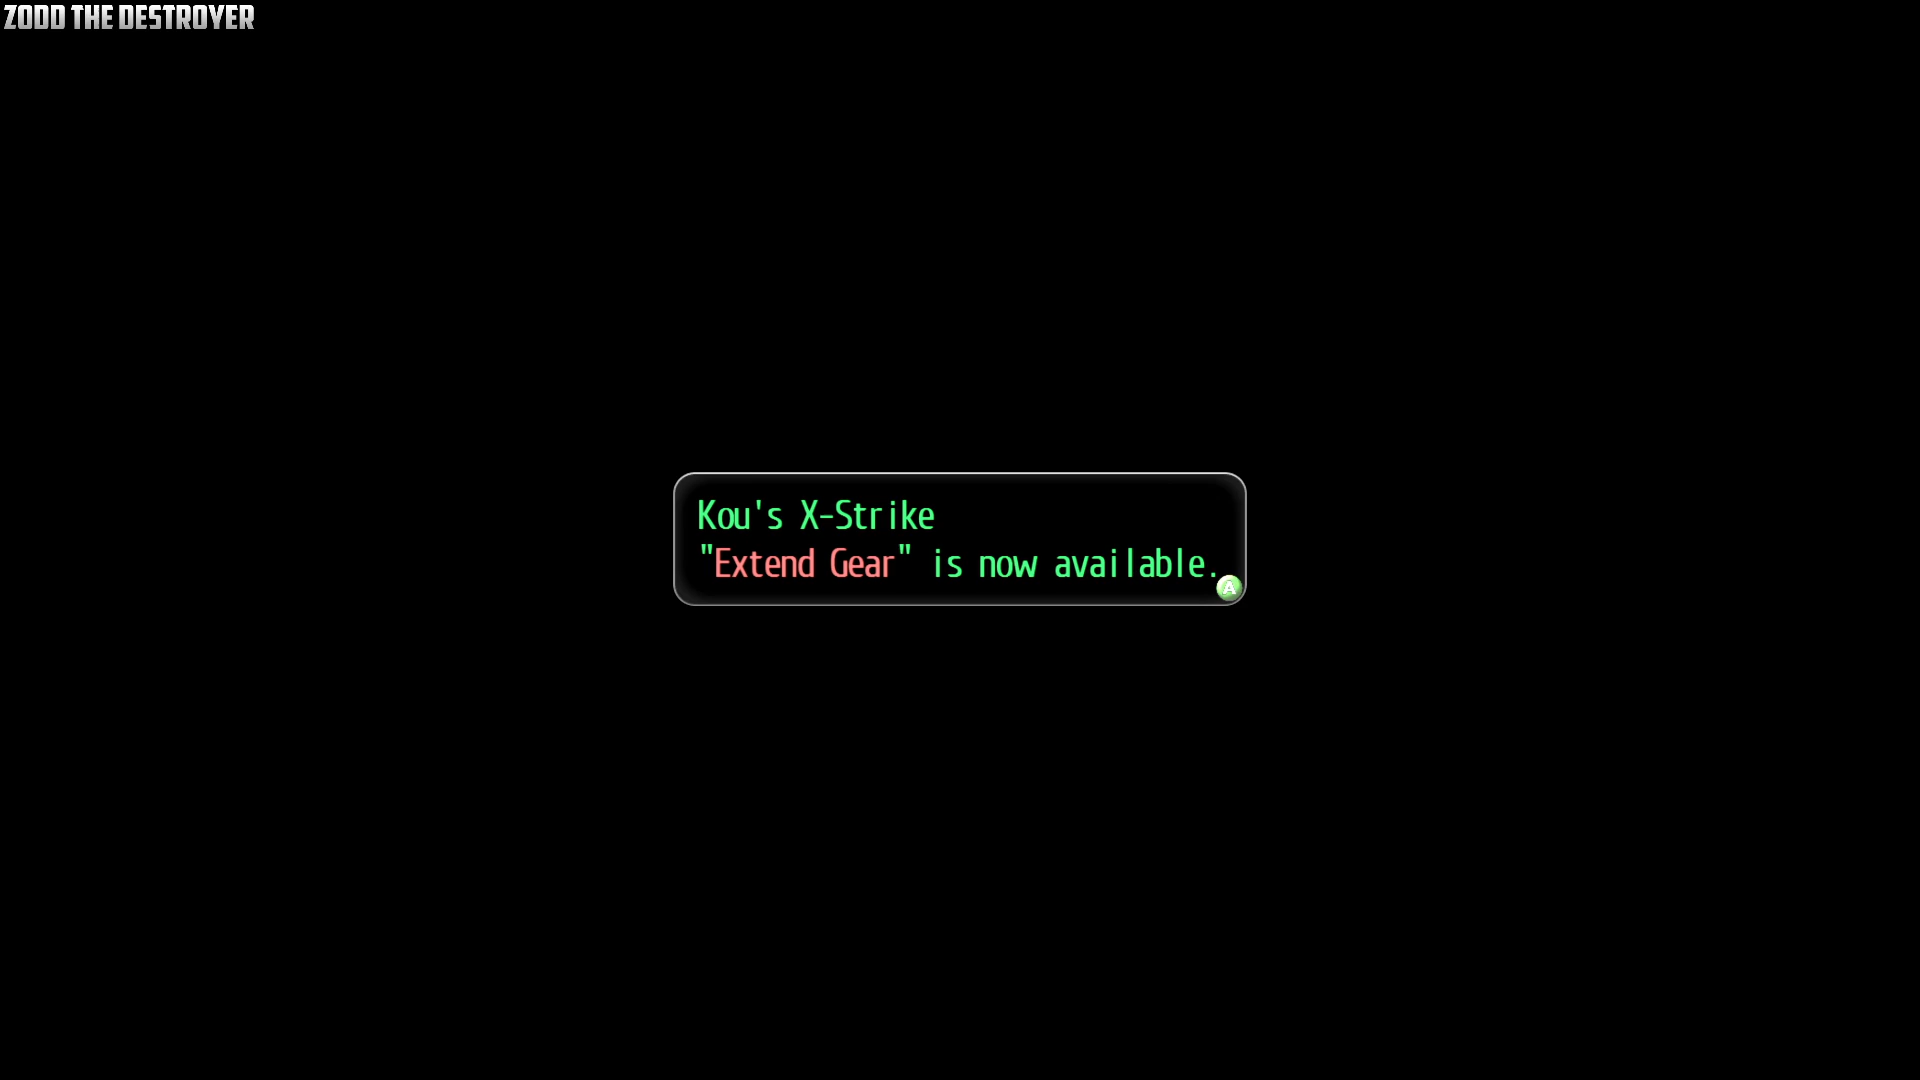 ZODD THE DESTROYER
Kou's X-Strike
"Extend Gear" is now available.
A